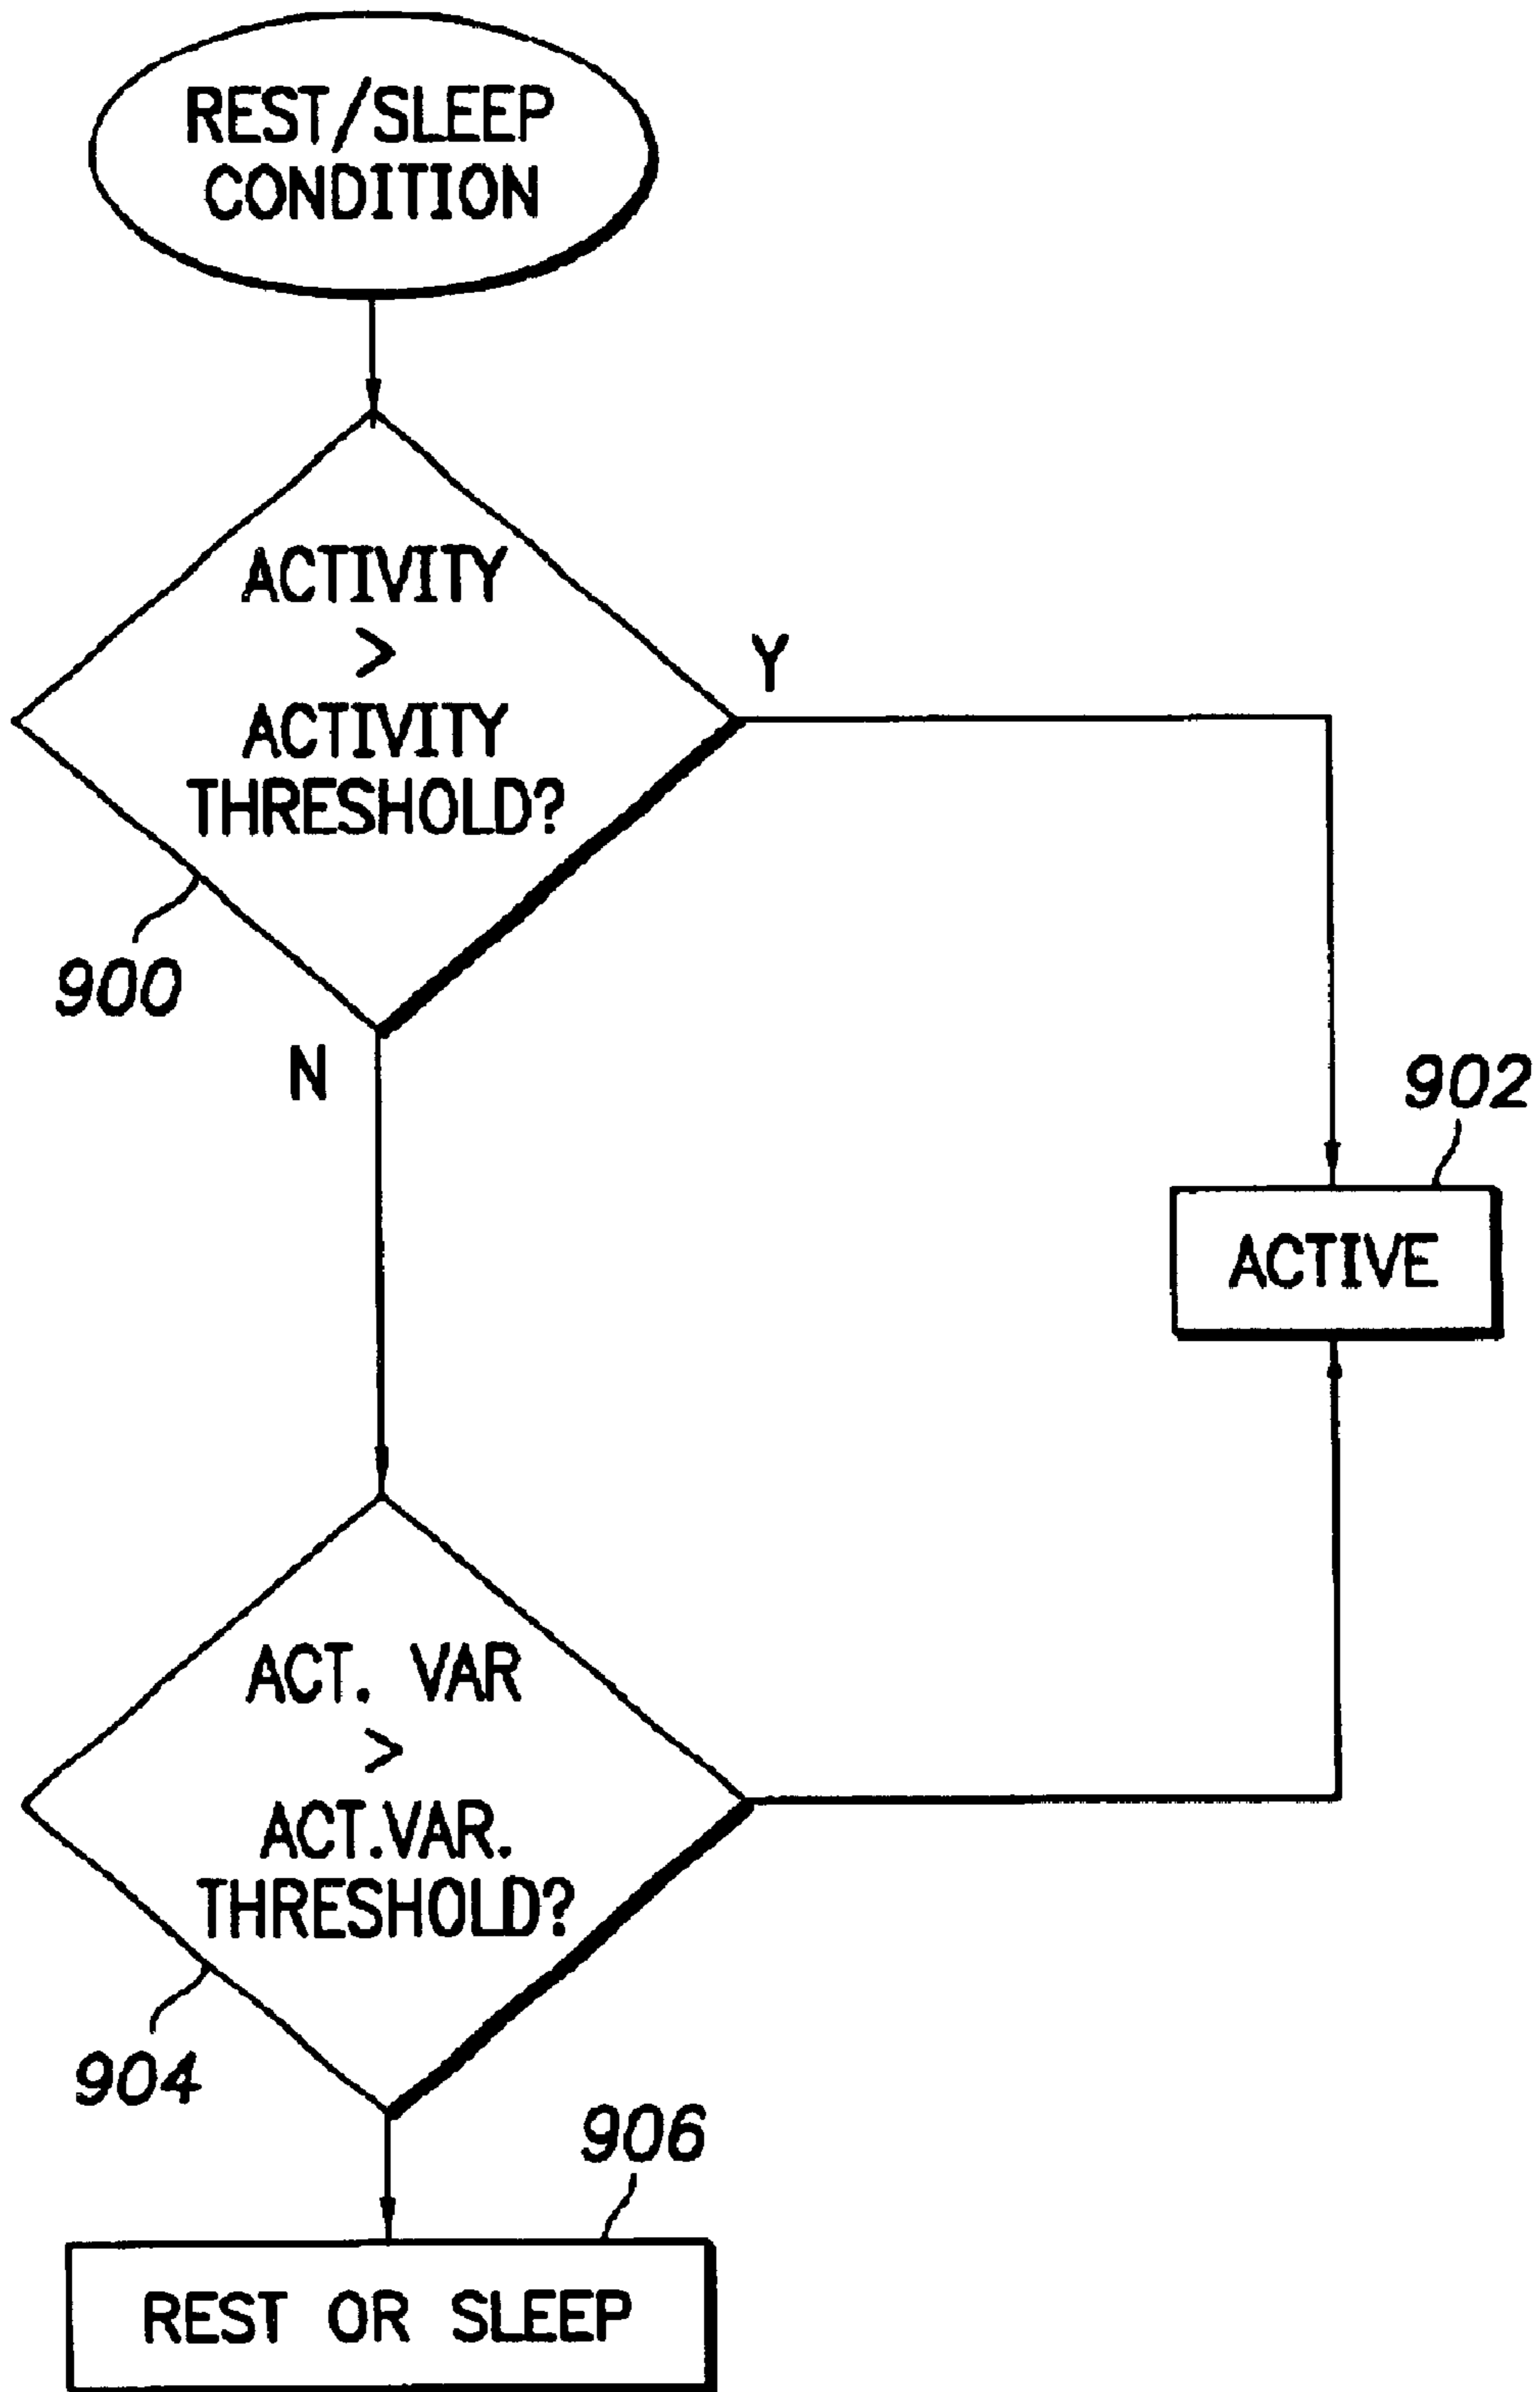 REST/SLEEP
CONDITION
ACTIVITY
>
ACTIVITY
THRESHOLD?
Y
900
N
902
ACTIVE
ACT. VAR
>
ACT.VAR.
THRESHOLD?
904
906
REST OR SLEEP